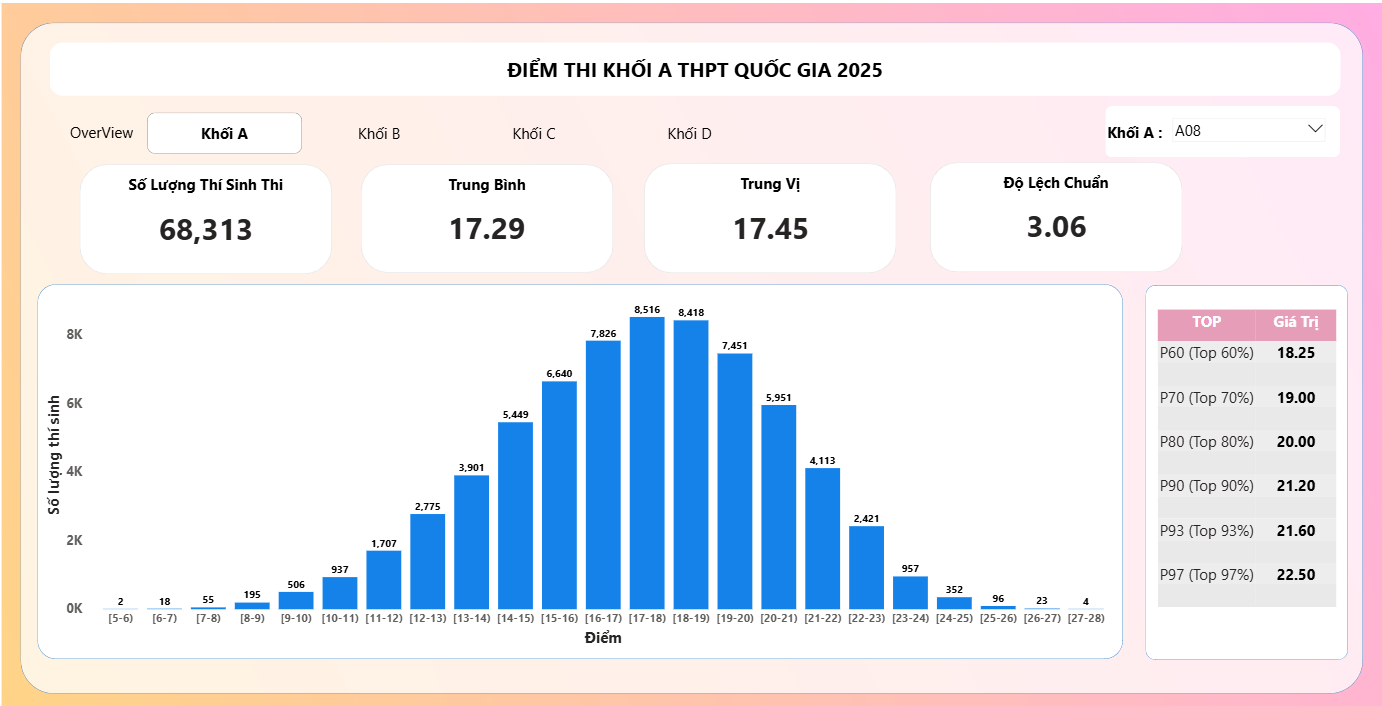 ĐIỂM THI KHỐI A THPT QUỐC GIA 2025
OverView
Khối A
Khối B
Khối C
Khối D
Khối A :
A08
Số Lượng Thí Sinh Thi
68,313
Trung Bình
17.29
Trung Vị
17.45
Độ Lệch Chuẩn
3.06
Số lượng thí sinh
8K
6K
4K
2K
0K
2
18
55
195
506
937
1,707
2,775
3,901
5,449
6,640
7,826
8,516
8,418
7,451
5,951
4,113
2,421
957
352
96
23
4
[5-6) [6-7) [7-8) [8-9) [9-10) [10-11) [11-12) [12-13) [13-14) [14-15) [15-16) [16-17) [17-18) [18-19) [19-20) [20-21) [21-22) [22-23) [23-24) [24-25) [25-26) [26-27) [27-28)
Điểm
TOP Giá Trị
P60 (Top 60%) 18.25
P70 (Top 70%) 19.00
P80 (Top 80%) 20.00
P90 (Top 90%) 21.20
P93 (Top 93%) 21.60
P97 (Top 97%) 22.50